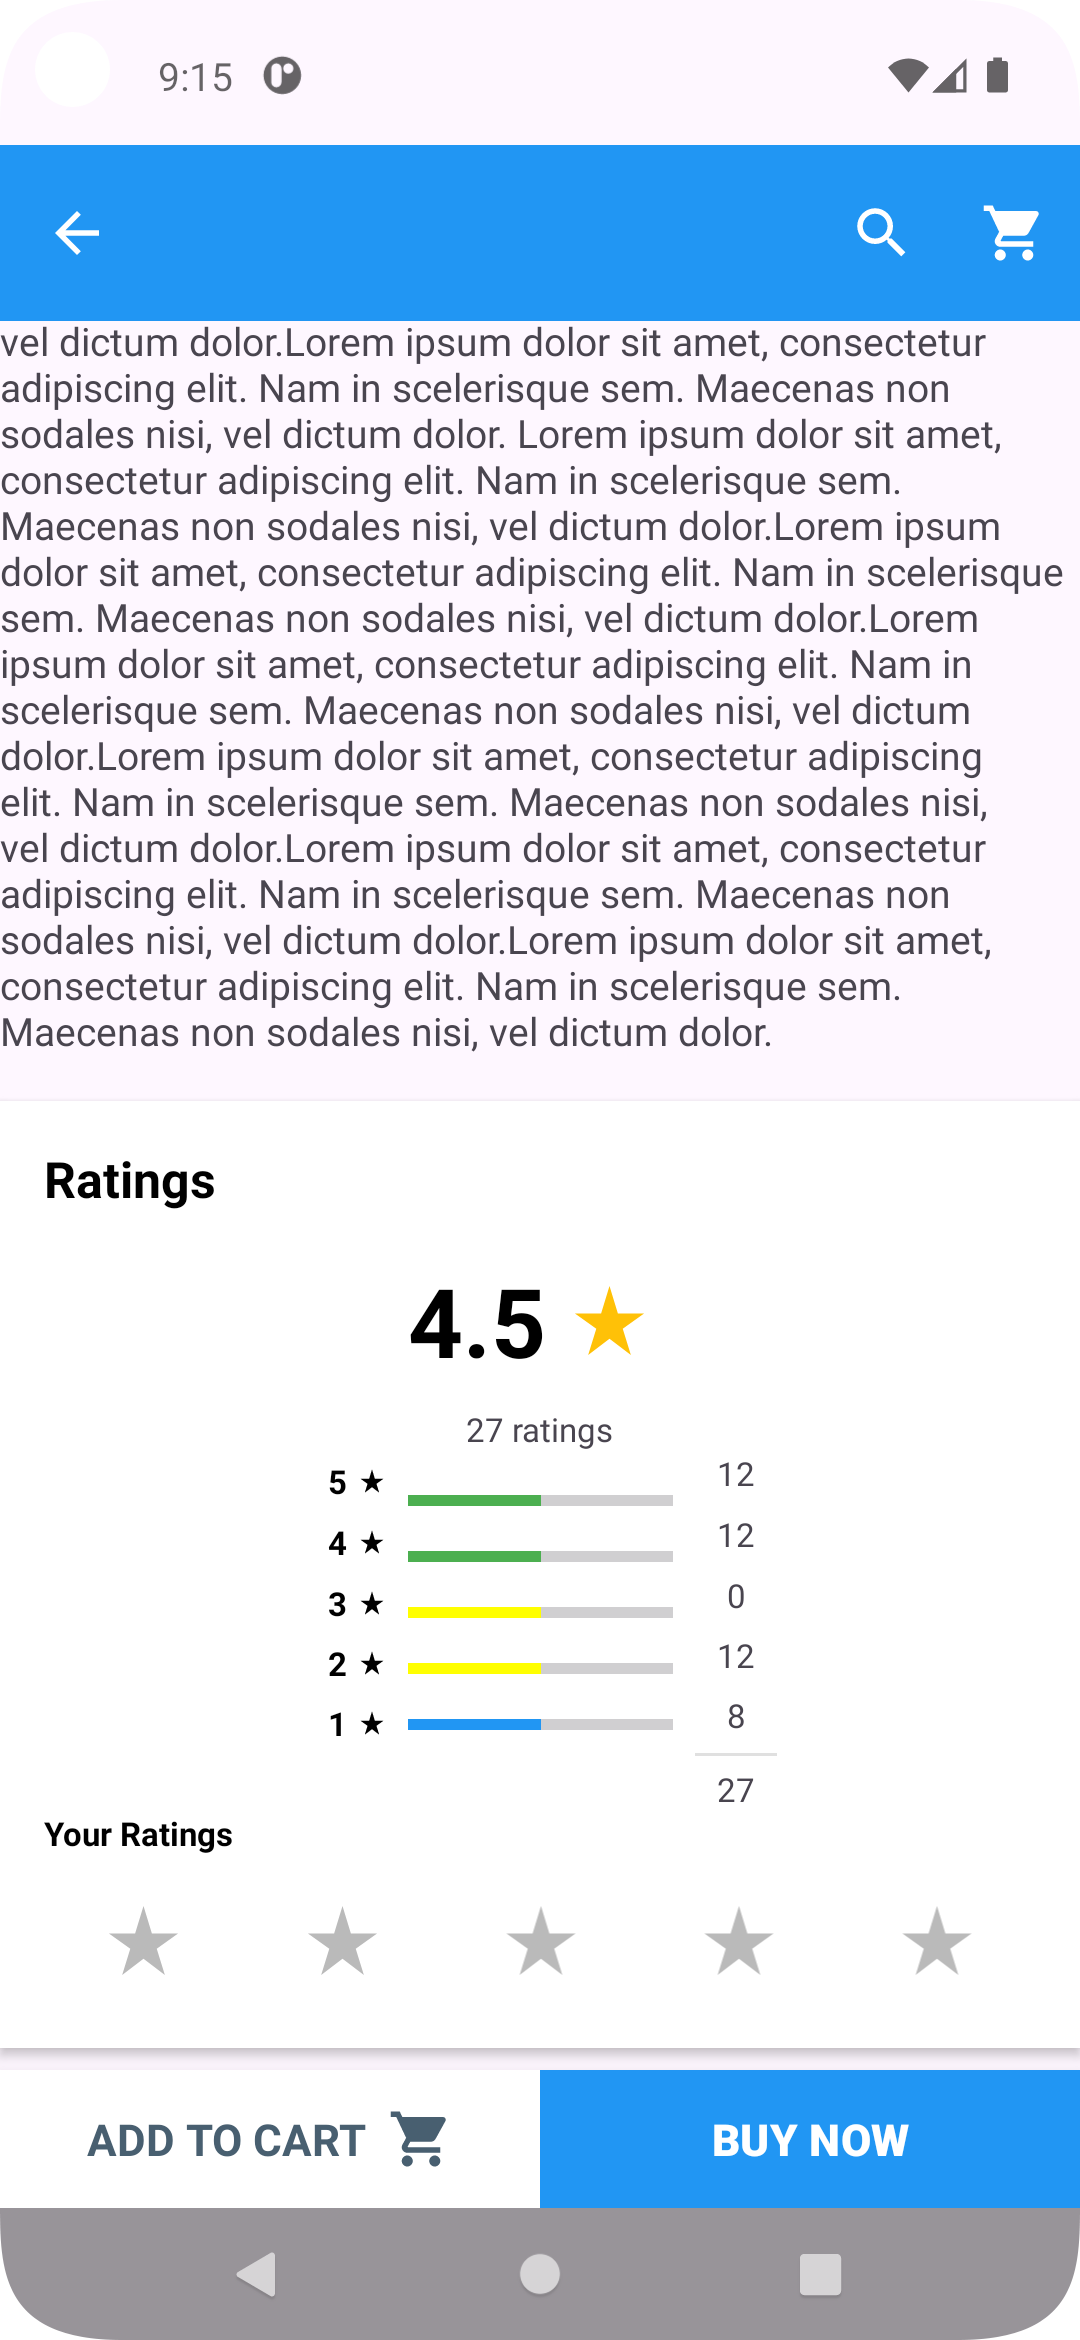 9:15
vel dictum dolor.Lorem ipsum dolor sit amet, consectetur
adipiscing elit. Nam in scelerisque sem. Maecenas non
sodales nisi, vel dictum dolor. Lorem ipsum dolor sit amet,
consectetur adipiscing elit. Nam in scelerisque sem.
Maecenas non sodales nisi, vel dictum dolor.Lorem ipsum
dolor sit amet, consectetur adipiscing elit. Nam in scelerisque
sem. Maecenas non sodales nisi, vel dictum dolor.Lorem
ipsum dolor sit amet, consectetur adipiscing elit. Nam in
scelerisque sem. Maecenas non sodales nisi, vel dictum
dolor.Lorem ipsum dolor sit amet, consectetur adipiscing
elit. Nam in scelerisque sem. Maecenas non sodales nisi,
vel dictum dolor.Lorem ipsum dolor sit amet, consectetur
adipiscing elit. Nam in scelerisque sem. Maecenas non
sodales nisi, vel dictum dolor.Lorem ipsum dolor sit amet,
consectetur adipiscing elit. Nam in scelerisque sem.
Maecenas non sodales nisi, vel dictum dolor.
Ratings
4.5 ★
27 ratings
5 ★ 12
4 ★ 12
3 ★ 0
2 ★ 12
1 ★ 8
27
Your Ratings
ADD TO CART
BUY NOW